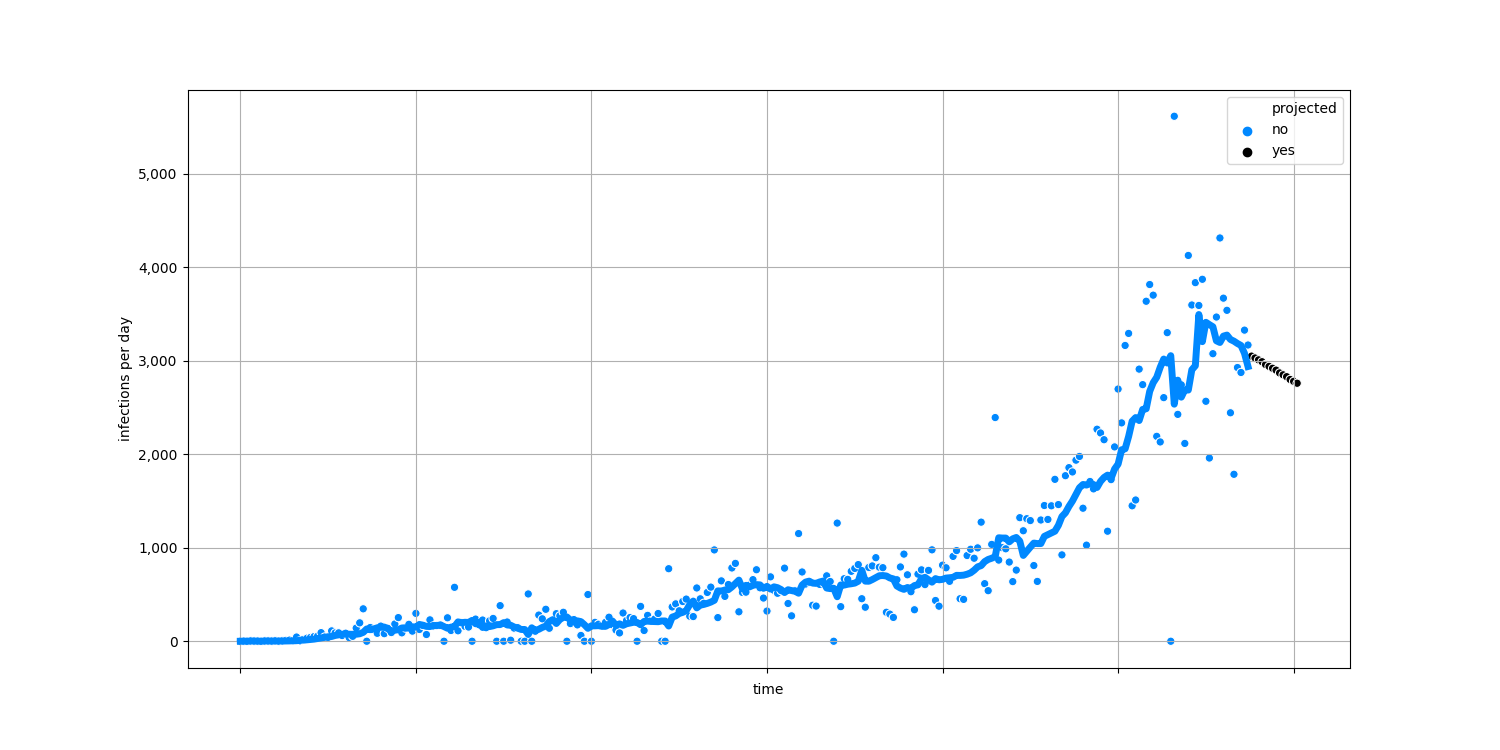 projected
no
yes
5,000
4,000
3,000
2,000
1,000
0
infections per day
time